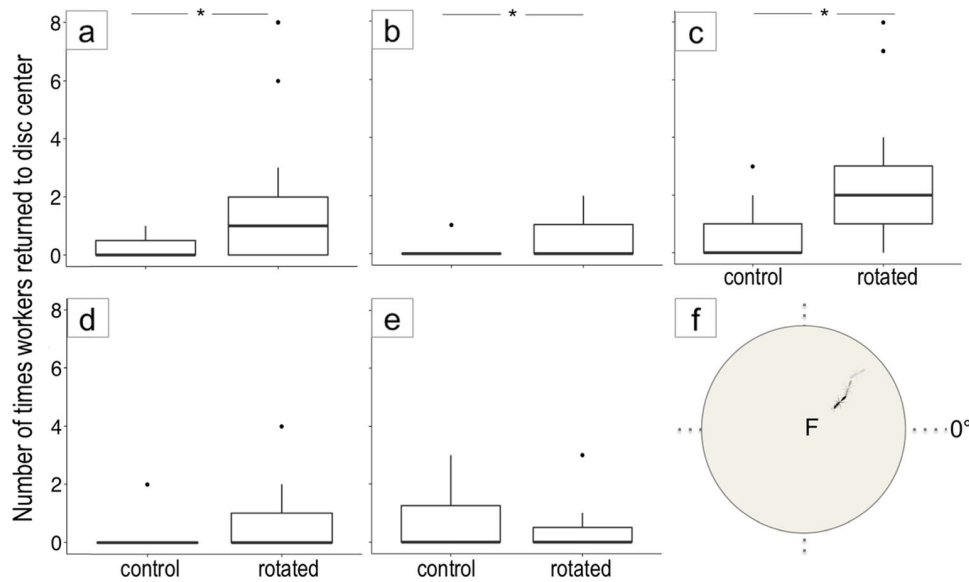 Number of times workers returned to disc center
a
*
8
6
4
2
0
b
*
c
*
control rotated
d
8
6
4
2
0
control rotated
e
control rotated
f
F
0°